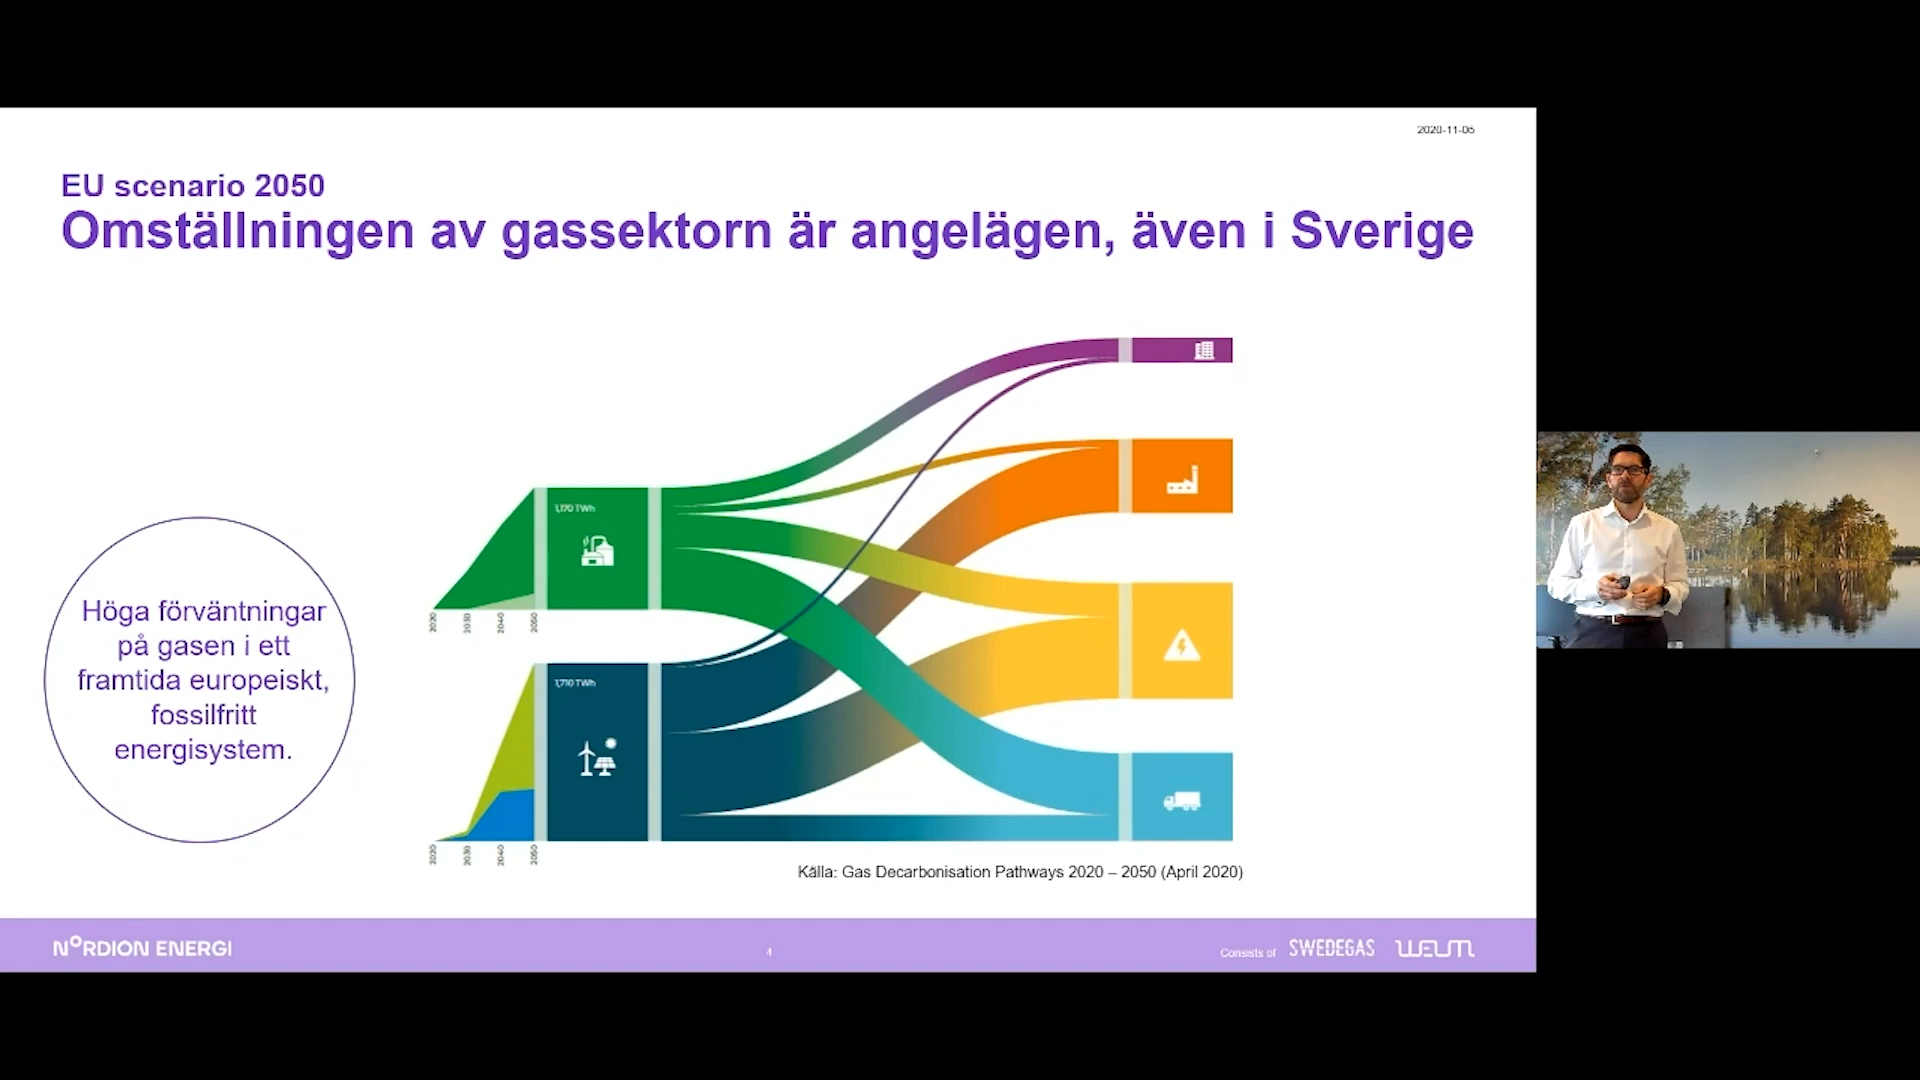 2020-11-05
EU scenario 2050
Omställningen av gassektorn är angelägen, även i Sverige
Höga förväntningar
på gasen i ett
framtida europeiskt,
fossilfritt
energisystem.
1,170 TWh
2020 2030 2040 2050
1,710 TWh
2020 2030 2040 2050
Källa: Gas Decarbonisation Pathways 2020 – 2050 (April 2020)
NORDION ENERGI
4
Consists of SWEDEGAS WEUM